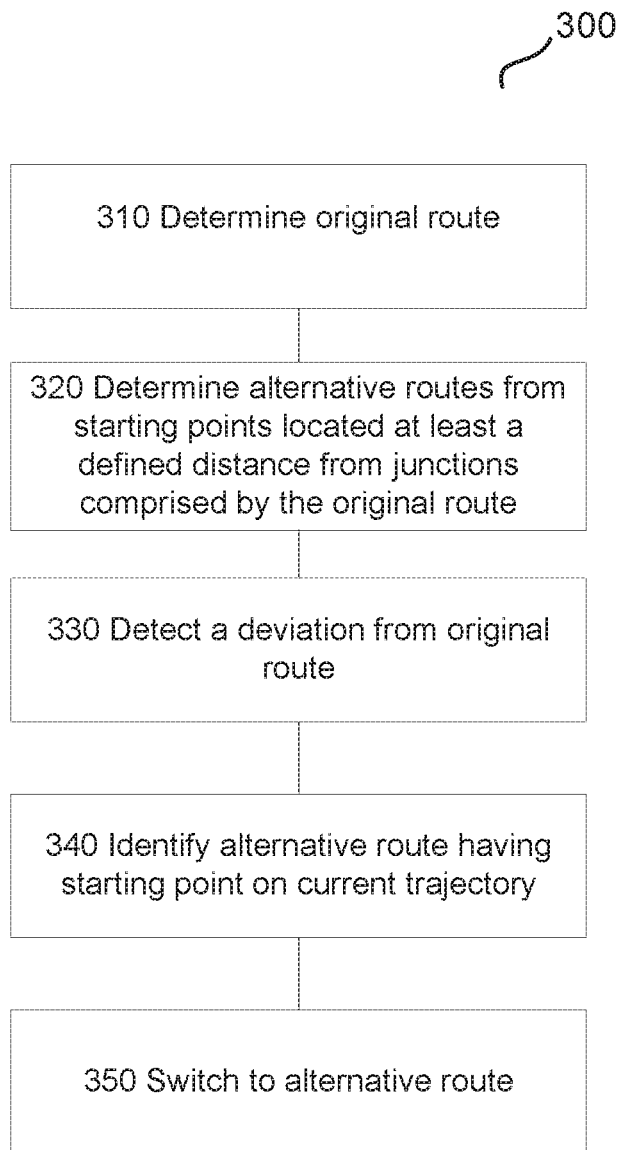 300
310 Determine original route
320 Determine alternative routes from
starting points located at least a
defined distance from junctions
comprised by the original route
330 Detect a deviation from original
route
340 Identify alternative route having
starting point on current trajectory
350 Switch to alternative route